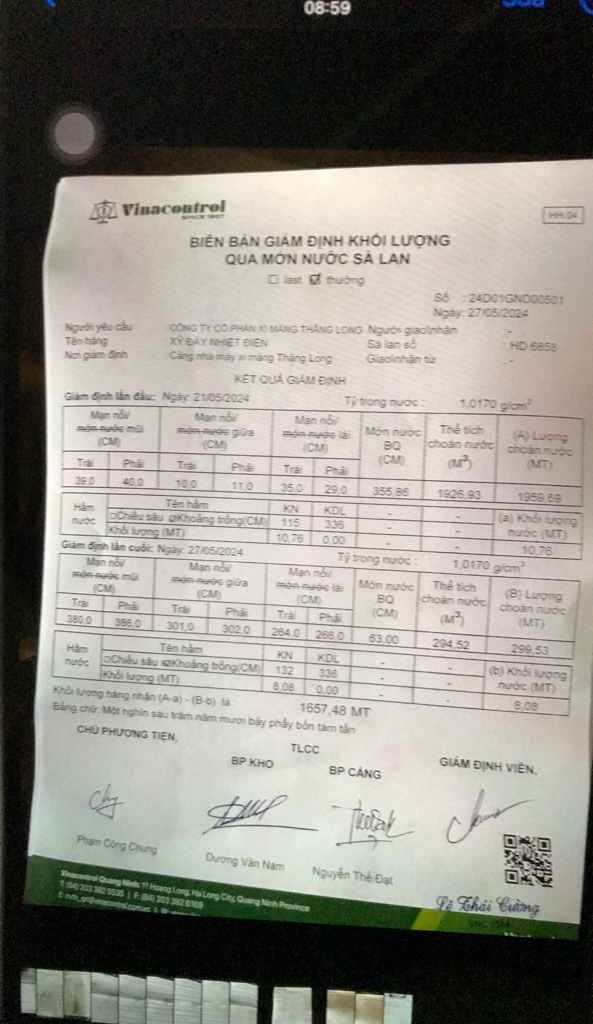 08:59
Vinacontrol
SINCE 1957
HH.04
BIÊN BẢN GIÁM ĐỊNH KHỐI LƯỢNG
QUA MỚN NƯỚC SÀ LAN
last thường
Số : 24D01GND00501
Ngày: 27/05/2024
Người yêu cầu : CÔNG TY CỔ PHẦN XI MĂNG THĂNG LONG Người giao/nhận :-
Tên hàng : XỶ ĐÁY NHIỆT ĐIỆN Sà lan số : HD 6858
Nơi giám định : Cảng nhà máy xi măng Thăng Long Giao/nhận từ : -
KẾT QUẢ GIÁM ĐỊNH
Giám định lần đầu: Ngày: 21/05/2024 Tỷ trọng nước : 1,0170 g/cm³
Mạn nổi/ mớn nước mũi (CM) Mạn nổi/ mớn nước giữa (CM) Mạn nổi/ mớn nước lái (CM) Mớn nước BQ (CM) Thể tích choán nước (M³) (A) Lượng choán nước (MT)
Trái Phải Trái Phải Trái Phải
39,0 40,0 10,0 11,0 35,0 29,0 355,86 1926,93 1959,69
Hầm nước Tên hầm KN KDL - - (a) Khối lượng nước (MT)
Chiều sâu Khoảng trống(CM) 115 336 - -
Khối lượng (MT) 10,76 0,00 - - 10,76
Giám định lần cuối: Ngày: 27/05/2024 Tỷ trọng nước : 1,0170 g/cm³
Mạn nổi/ mớn nước mũi (CM) Mạn nổi/ mớn nước giữa (CM) Mạn nổi/ mớn nước lái (CM) Mớn nước BQ (CM) Thể tích choán nước (M³) (B) Lượng choán nước (MT)
Trái Phải Trái Phải Trái Phải
380,0 386,0 301,0 302,0 264,0 266,0 63,00 294,52 299,53
Hầm nước Tên hầm KN KDL - - (b) Khối lượng nước (MT)
Chiều sâu Khoảng trống(CM) 132 336 - -
Khối lượng (MT) 8,08 0,00 - - 8,08
Khối lượng hàng nhận (A-a) - (B-b) là : 1657,48 MT
Bằng chữ: Một nghìn sáu trăm năm mươi bảy phẩy bốn tám tấn
CHỦ PHƯƠNG TIỆN, TLCC GIÁM ĐỊNH VIÊN,
BP KHO BP CẢNG
Phạm Công Chung Dương Văn Nam Nguyễn Thế Đạt
Lê Thái Cường
Vinacontrol Quang Ninh: 11 Hoang Long, Ha Long City, Quang Ninh Province
T: (84) 203 382 5535 | F: (84) 203 382 6169